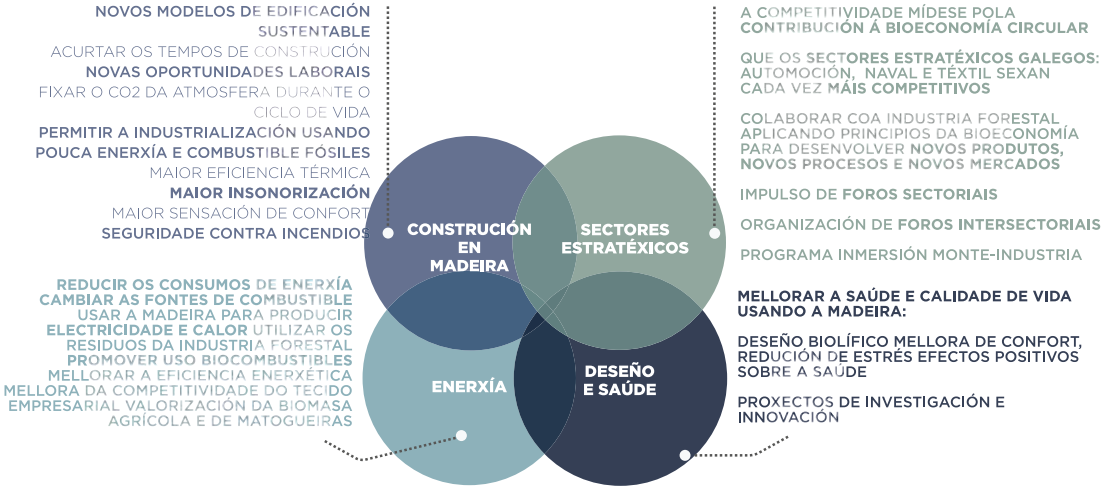 NOVOS MODELOS DE EDIFICACIÓN
SUSTENTABLE
ACURTAR OS TEMPOS DE CONSTRUCIÓN
NOVAS OPORTUNIDADES LABORAIS
FIXAR O CO2 DA ATMOSFERA DURANTE O
CICLO DE VIDA
PERMITIR A INDUSTRIALIZACIÓN USANDO
POUCA ENERXÍA E COMBUSTIBLE FÓSILES
MAIOR EFICIENCIA TÉRMICA
MAIOR INSONORIZACIÓN
MAIOR SENSACIÓN DE CONFORT
SEGURIDADE CONTRA INCENDIOS
A COMPETITIVIDADE MÍDESE POLA
CONTRIBUCIÓN Á BIOECONOMÍA CIRCULAR
QUE OS SECTORES ESTRATÉXICOS GALEGOS:
AUTOMOCIÓN, NAVAL E TÉXTIL SEXAN
CADA VEZ MÁIS COMPETITIVOS
COLABORAR COA INDUSTRIA FORESTAL
APLICANDO PRINCIPIOS DA BIOECONOMÍA
PARA DESENVOLVER NOVOS PRODUTOS,
NOVOS PROCESOS E NOVOS MERCADOS
IMPULSO DE FOROS SECTORIAIS
ORGANIZACIÓN DE FOROS INTERSECTORIAIS
PROGRAMA INMERSIÓN MONTE-INDUSTRIA
CONSTRUCIÓN
EN
MADEIRA
SECTORES
ESTRATÉXICOS
ENERXÍA
DESEÑO
E SAÚDE
REDUCIR OS CONSUMOS DE ENERXÍA
CAMBIAR AS FONTES DE COMBUSTIBLE
USAR A MADEIRA PARA PRODUCIR
ELECTRICIDADE E CALOR UTILIZAR OS
RESIDUOS DA INDUSTRIA FORESTAL
PROMOVER USO BIOCOMBUSTIBLES
MELLORAR A EFICIENCIA ENERXÉTICA
MELLORA DA COMPETITIVIDADE DO TECIDO
EMPRESARIAL VALORIZACIÓN DA BIOMASA
AGRÍCOLA E DE MATOGUEIRAS
MELLORAR A SAÚDE E CALIDADE DE VIDA
USANDO A MADEIRA:
DESEÑO BIOLÍFICO MELLORA DE CONFORT,
REDUCIÓN DE ESTRÉS EFECTOS POSITIVOS
SOBRE A SAÚDE
PROXECTOS DE INVESTIGACIÓN E
INNOVACIÓN